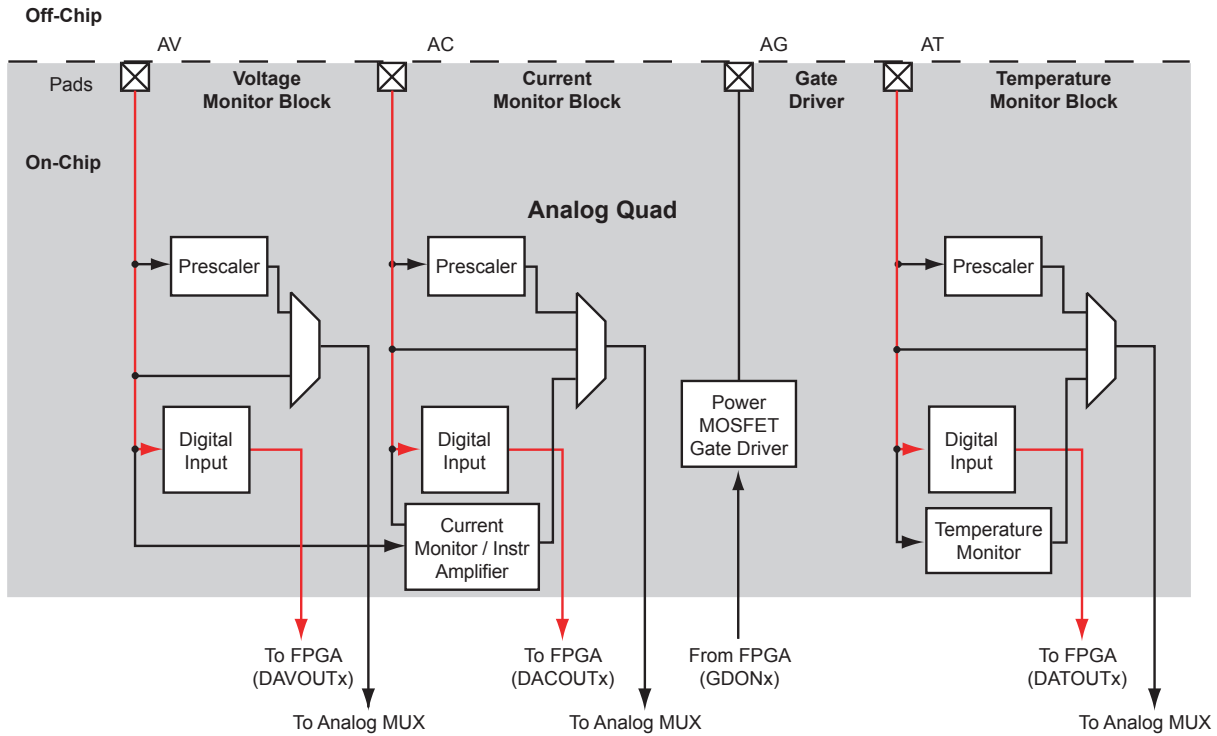 Off-Chip
AV
AC
AG
AT
Pads
Voltage
Monitor Block
Current
Monitor Block
Gate
Driver
Temperature
Monitor Block
On-Chip
Analog Quad
Prescaler
Prescaler
Prescaler
Digital
Input
Digital
Input
Power
MOSFET
Gate Driver
Digital
Input
Current
Monitor / Instr
Amplifier
Temperature
Monitor
To FPGA
(DAVOUTx)
To FPGA
(DACOUTx)
From FPGA
(GDONx)
To FPGA
(DATOUTx)
To Analog MUX
To Analog MUX
To Analog MUX